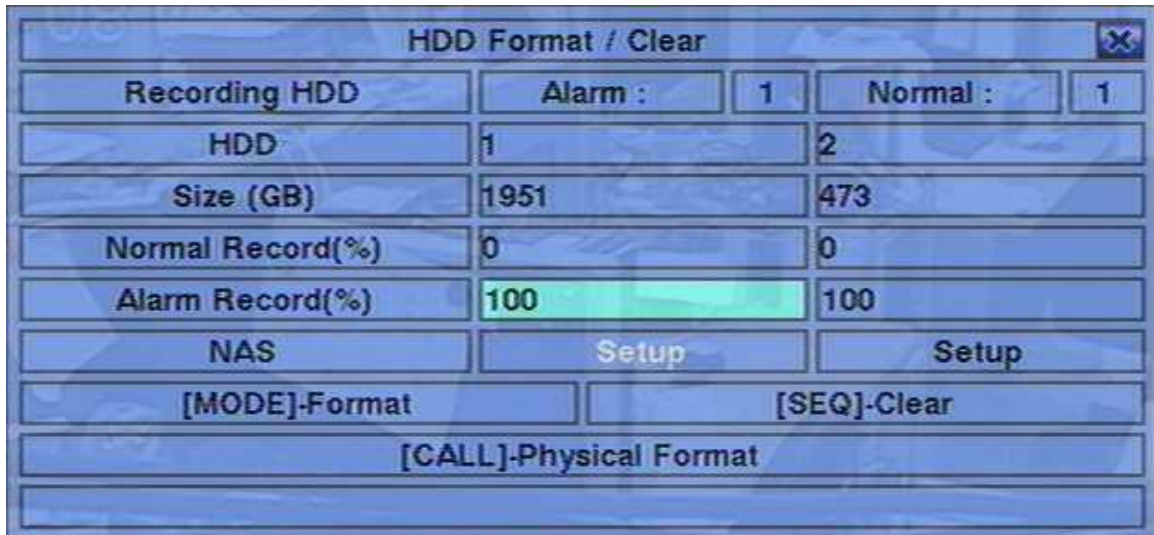 HDD Format / Clear X
Recording HDD Alarm : 1 Normal : 1
HDD 1 2
Size (GB) 1951 473
Normal Record(%) 0 0
Alarm Record(%) 100 100
NAS Setup Setup
[MODE]-Format [SEQ]-Clear
[CALL]-Physical Format